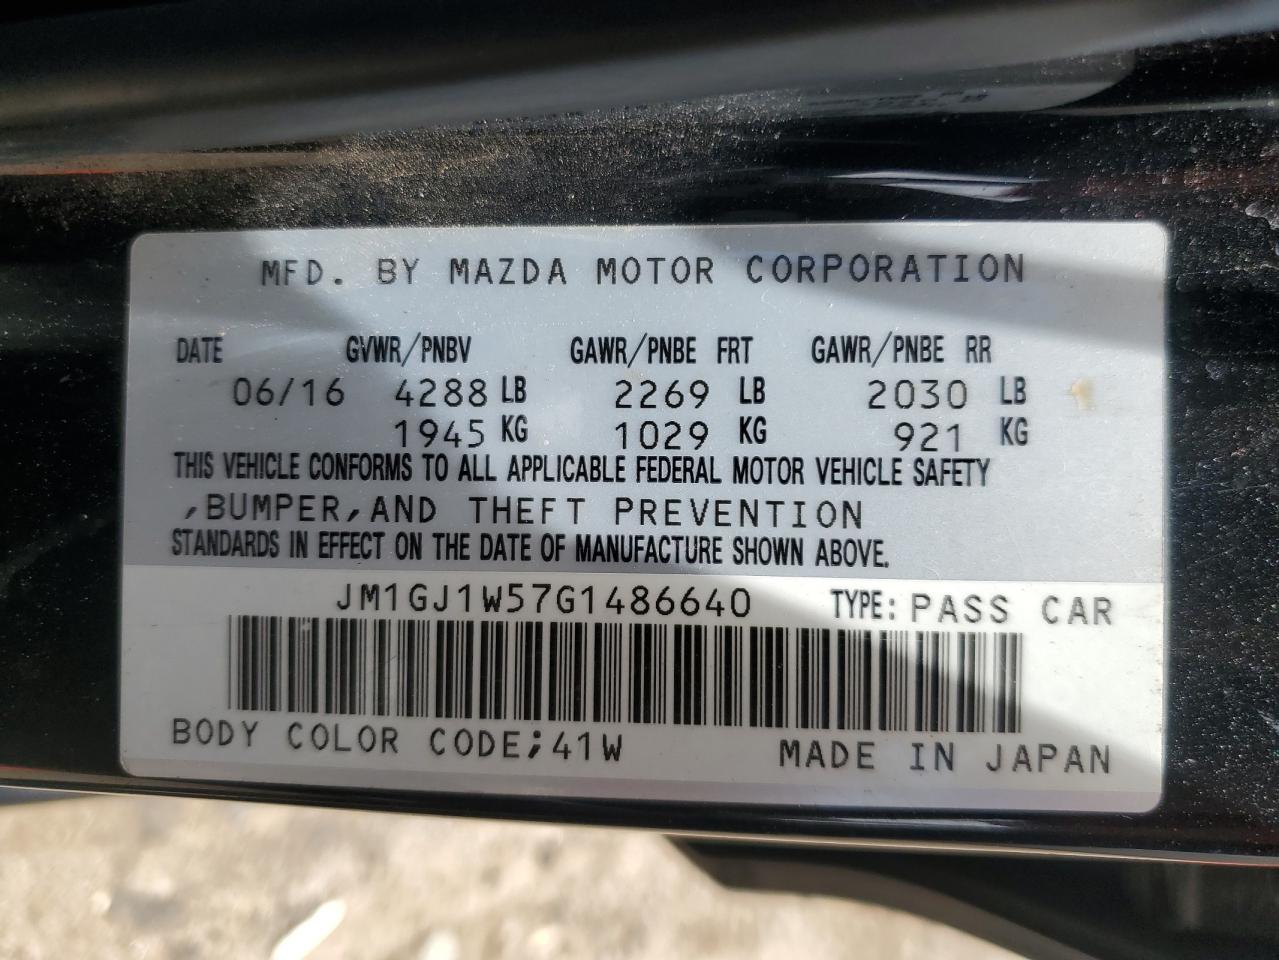 MFD. BY MAZDA MOTOR CORPORATION
DATE GVWR/PNBV GAWR/PNBE FRT GAWR/PNBE RR
06/16 4288 LB 2269 LB 2030 LB
1945 KG 1029 KG 921 KG
THIS VEHICLE CONFORMS TO ALL APPLICABLE FEDERAL MOTOR VEHICLE SAFETY
,BUMPER,AND THEFT PREVENTION
STANDARDS IN EFFECT ON THE DATE OF MANUFACTURE SHOWN ABOVE.
JM1GJ1W57G1486640 TYPE: PASS CAR
BODY COLOR CODE;41W MADE IN JAPAN